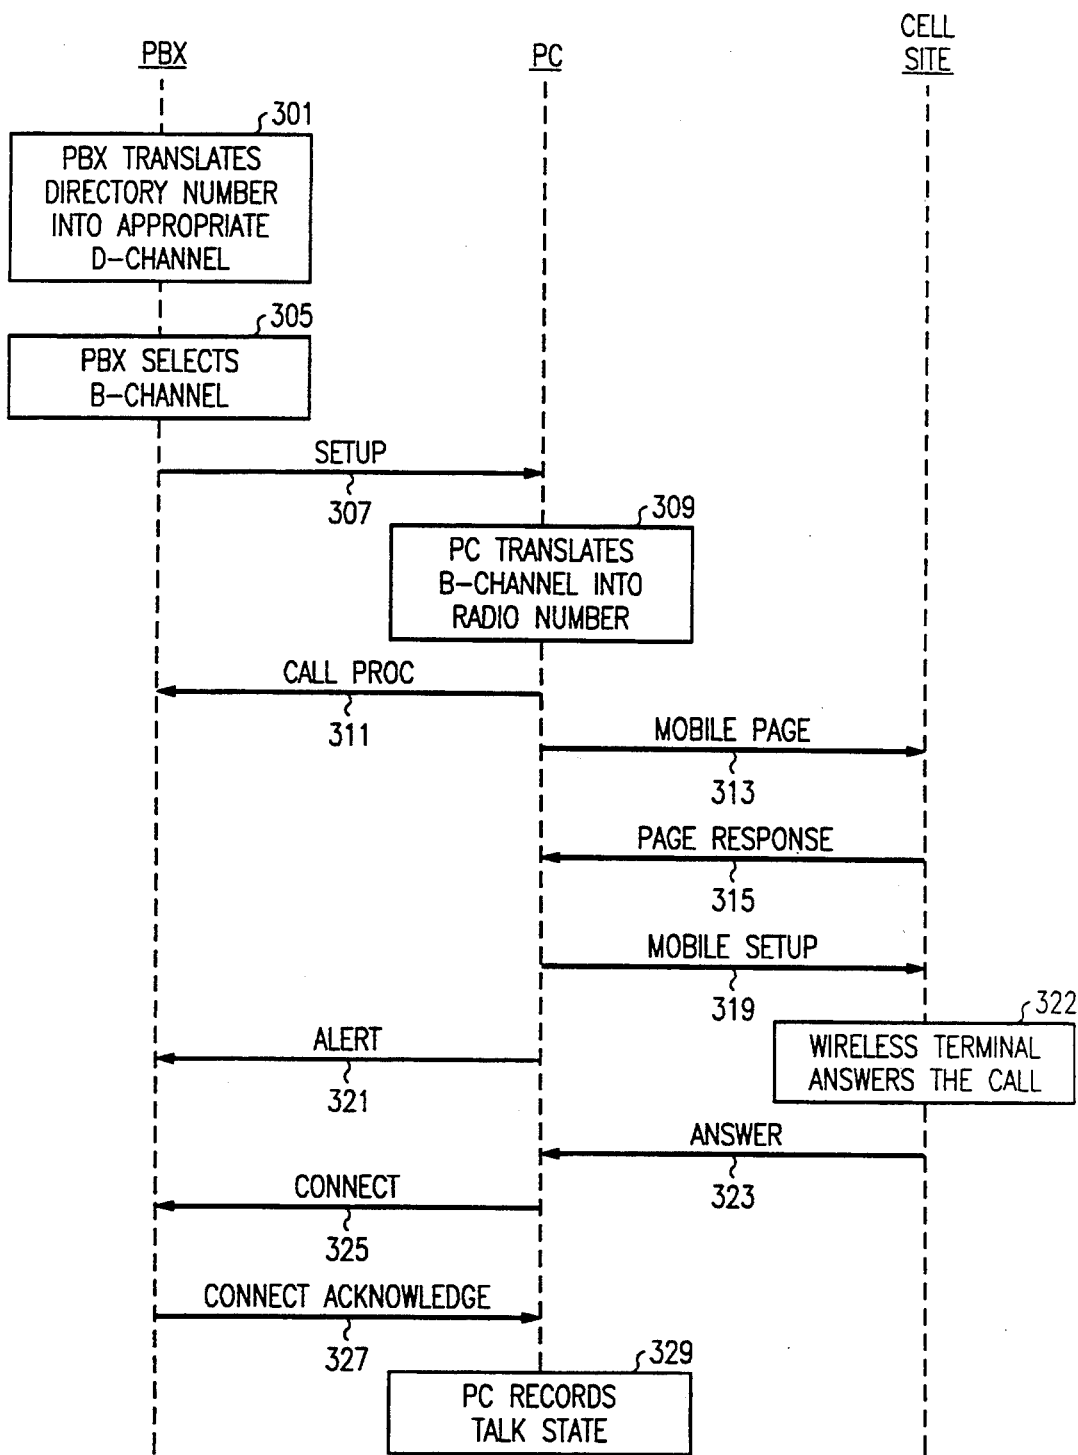 PBX
PC
CELL
SITE
301
PBX TRANSLATES
DIRECTORY NUMBER
INTO APPROPRIATE
D-CHANNEL
305
PBX SELECTS
B-CHANNEL
SETUP
307
309
PC TRANSLATES
B-CHANNEL INTO
RADIO NUMBER
CALL PROC
311
MOBILE PAGE
313
PAGE RESPONSE
315
MOBILE SETUP
319
322
WIRELESS TERMINAL
ANSWERS THE CALL
ALERT
321
ANSWER
323
CONNECT
325
CONNECT ACKNOWLEDGE
327
329
PC RECORDS
TALK STATE